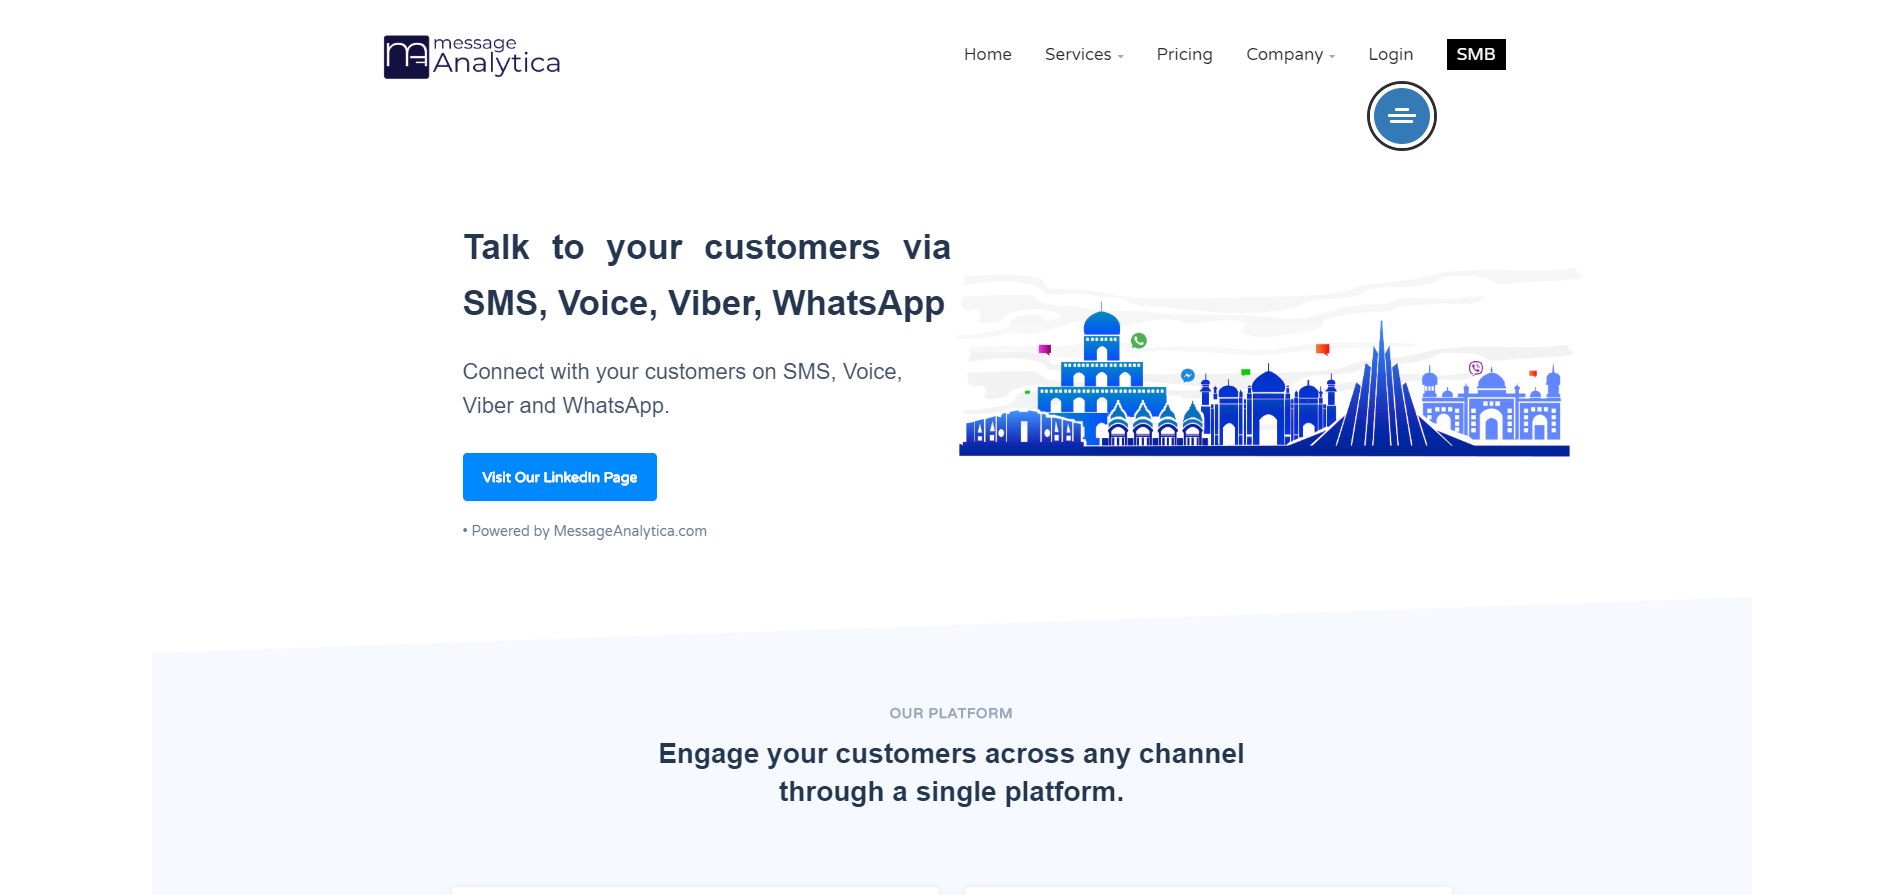 message
Analytica
Home
Services
Pricing
Company
Login
SMB
Talk to your customers via
SMS, Voice, Viber, WhatsApp
Connect with your customers on SMS, Voice,
Viber and WhatsApp.
Visit Our LinkedIn Page
• Powered by MessageAnalytica.com
OUR PLATFORM
Engage your customers across any channel
through a single platform.